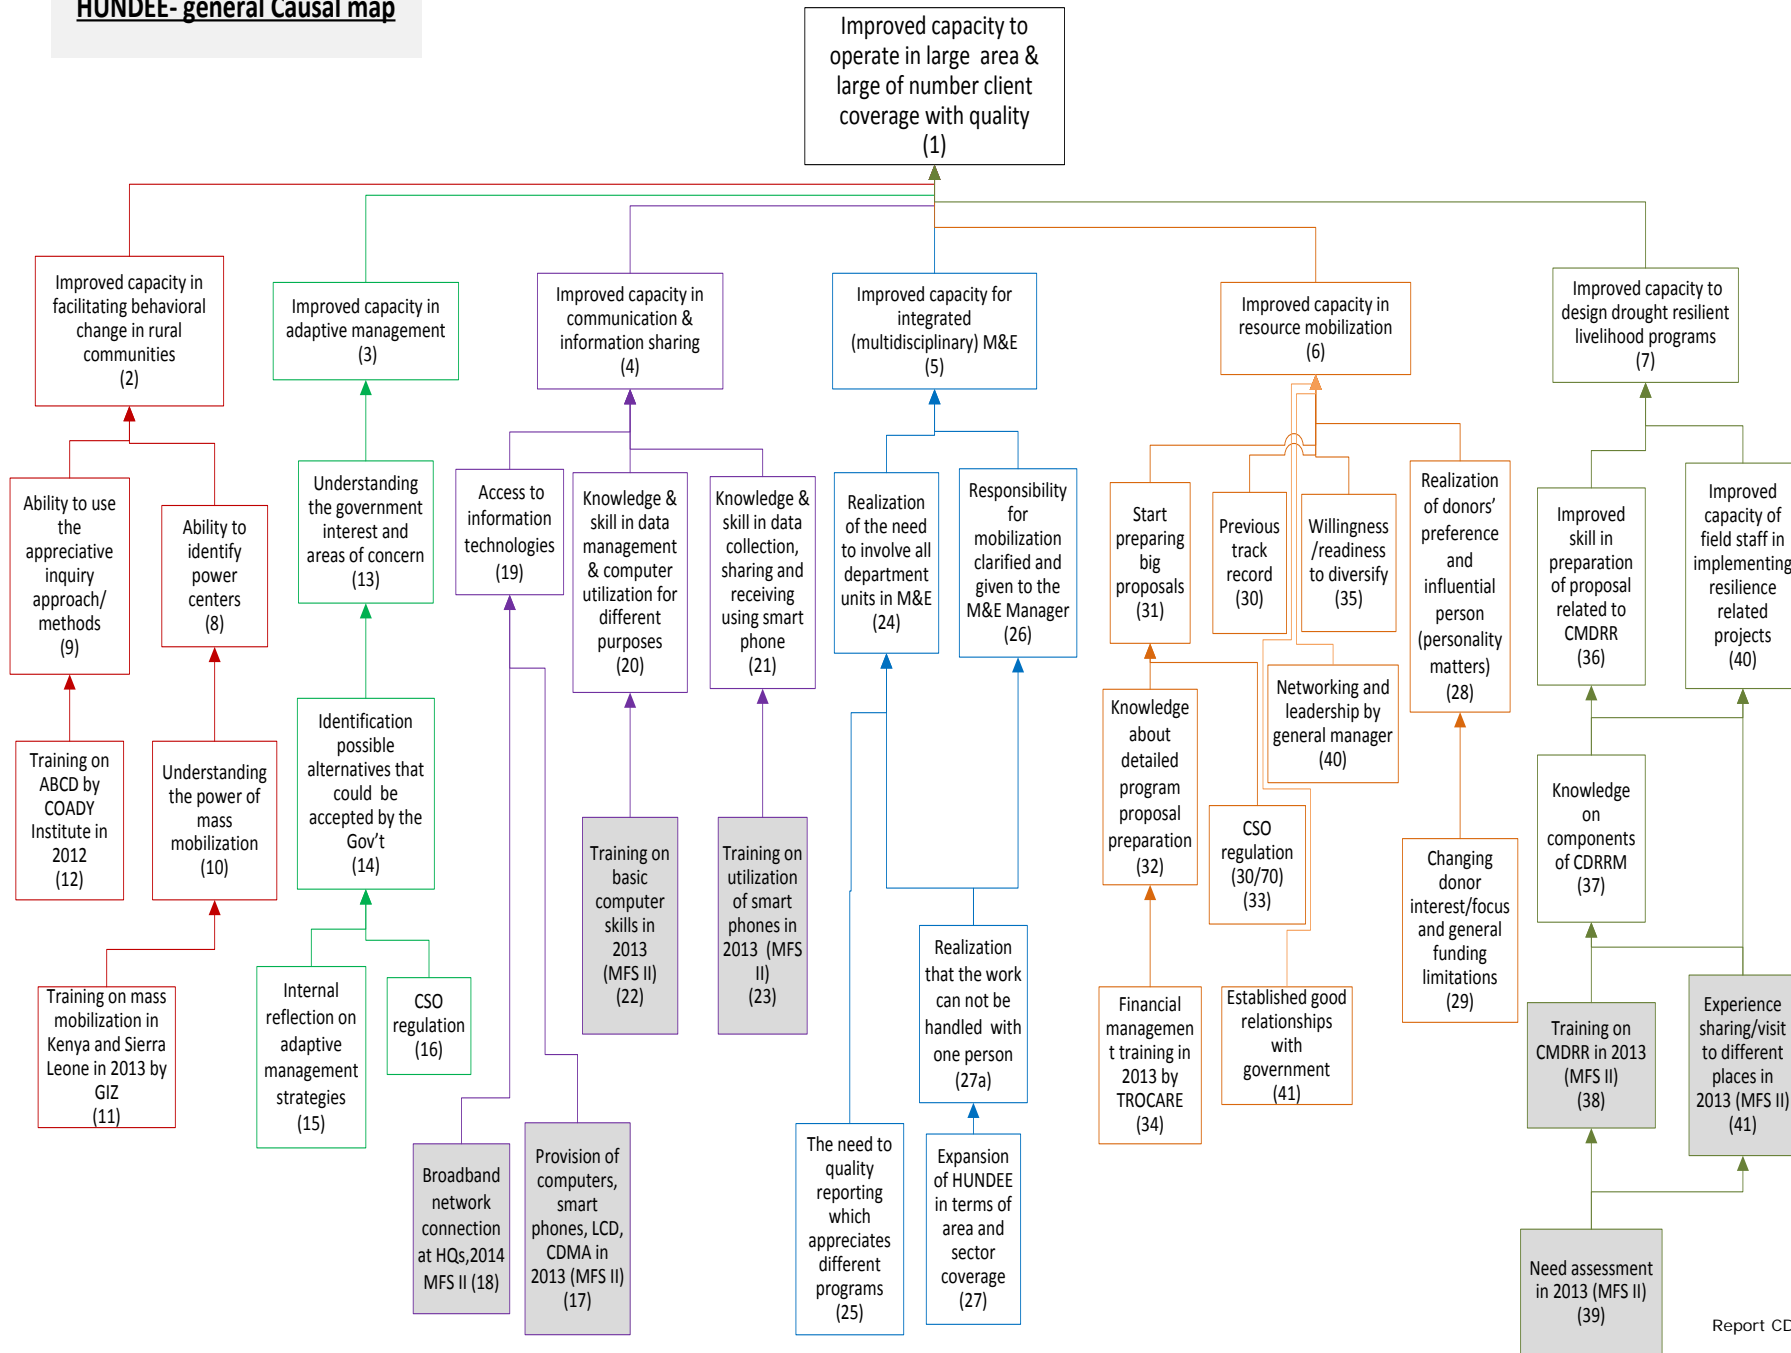 HUNDEE- general Causal map
Improved capacity to
operate in large area &
large of number client
coverage with quality
(1)
Improved capacity in
facilitating behavioral
change in rural
communities
(2)
Improved capacity in
adaptive management
(3)
Improved capacity in
communication &
information sharing
(4)
Improved capacity for
integrated
(multidisciplinary) M&E
(5)
Improved capacity in
resource mobilization
(6)
Improved capacity to
design drought resilient
livelihood programs
(7)
Ability to use
the
appreciative
inquiry
approach/
methods
(9)
Ability to
identify
power
centers
(8)
Understanding
the government
interest and
areas of concern
(13)
Access to
information
technologies
(19)
Knowledge &
skill in data
management
& computer
utilization for
different
purposes
(20)
Knowledge &
skill in data
collection,
sharing and
receiving
using smart
phone
(21)
Realization
of the need
to involve all
department
units in M&E
(24)
Responsibility
for
mobilization
clarified and
given to the
M&E Manager
(26)
Start
preparing
big
proposals
(31)
Previous
track
record
(30)
Willingness
/readiness
to diversify
(35)
Realization
of donors’
preference
and
influential
person
(personality
matters)
(28)
Improved
skill in
preparation
of proposal
related to
CMDRR
(36)
Improved
capacity of
field staff in
implementing
resilience
related
projects
(40)
Training on
ABCD by
COADY
Institute in
2012
(12)
Understanding
the power of
mass
mobilization
(10)
Identification
possible
alternatives that
could be
accepted by the
Gov’t
(14)
Training on
basic
computer
skills in
2013
(MFS II)
(22)
Training on
utilization
of smart
phones in
2013 (MFS
II)
(23)
Knowledge
about
detailed
program
proposal
preparation
(32)
Networking and
leadership by
general manager
(40)
CSO
regulation
(30/70)
(33)
Changing
donor
interest/focus
and general
funding
limitations
(29)
Knowledge
on
components
of CDRRM
(37)
Training on mass
mobilization in
Kenya and Sierra
Leone in 2013 by
GIZ
(11)
Internal
reflection on
adaptive
management
strategies
(15)
CSO
regulation
(16)
Realization
that the work
can not be
handled with
one person
(27a)
Financial
managemen
t training in
2013 by
TROCARE
(34)
Established good
relationships
with
government
(41)
Training on
CMDRR in 2013
(MFS II)
(38)
Experience
sharing/visit
to different
places in
2013 (MFS II)
(41)
Broadband
network
connection
at HQs,2014
MFS II (18)
Provision of
computers,
smart
phones, LCD,
CDMA in
2013 (MFS II)
(17)
The need to
quality
reporting
which
appreciates
different
programs
(25)
Expansion
of HUNDEE
in terms of
area and
sector
coverage
(27)
Need assessment
in 2013 (MFS II)
(39)
Report CD